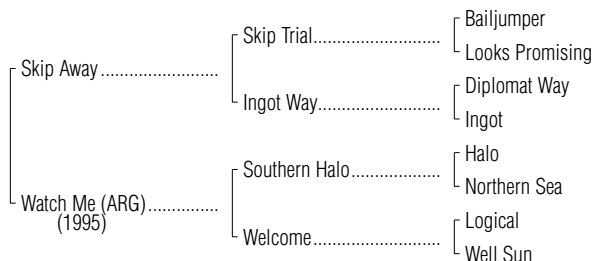 Bailjumper
Skip Trial
Looks Promising
Skip Away
Diplomat Way
Ingot Way
Ingot
Halo
Southern Halo
Northern Sea
Watch Me (ARG)
(1995)
Logical
Welcome
Well Sun